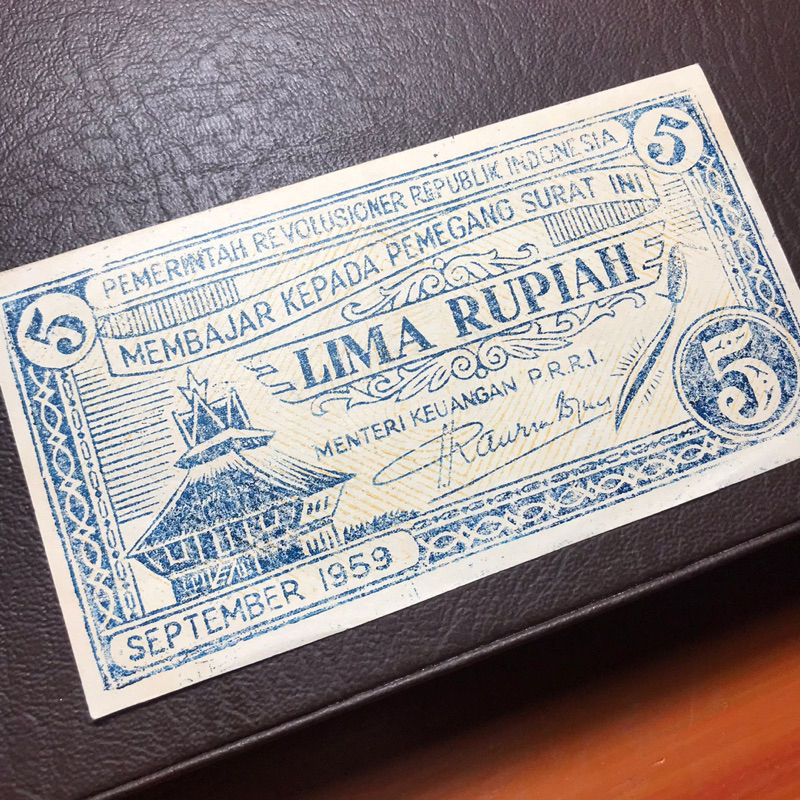 PEMERINTAH REVOLUSIONER REPUBLIK INDONESIA
5
5
MEMBAJAR KEPADA PEMEGANG SURAT INI
LIMA RUPIAH
MENTERI KEUANGAN P.R.R.I.
5
SEPTEMBER 1959